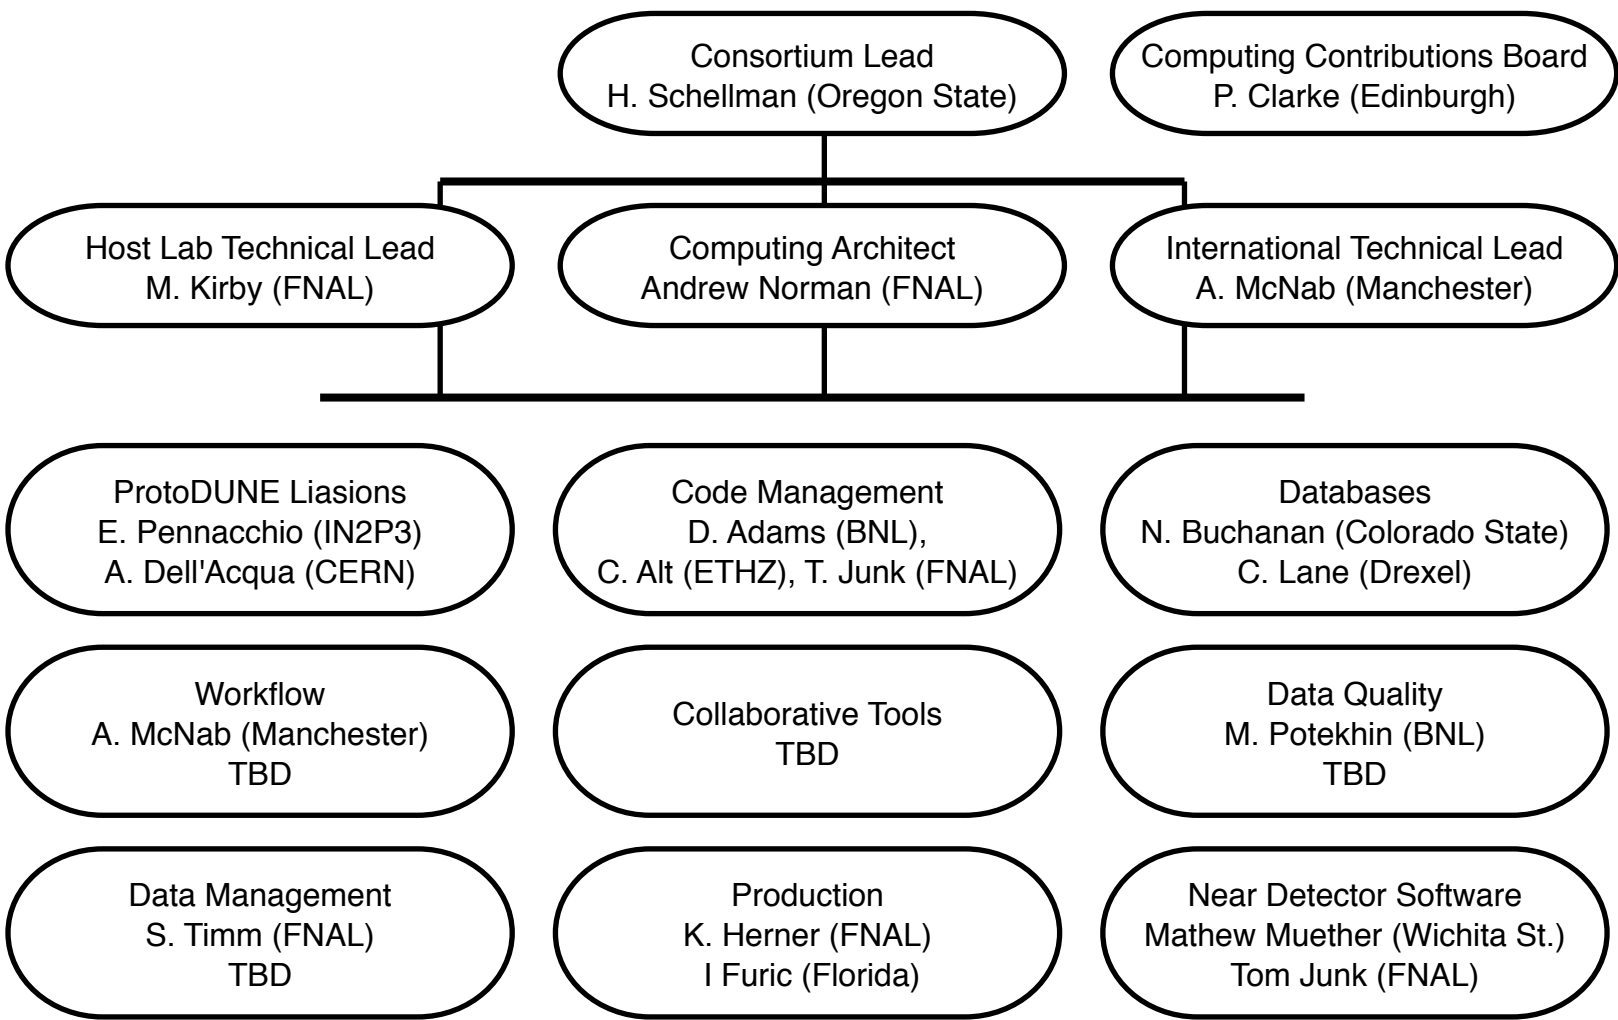 Consortium Lead
H. Schellman (Oregon State)
Computing Contributions Board
P. Clarke (Edinburgh)
Host Lab Technical Lead
M. Kirby (FNAL)
Computing Architect
Andrew Norman (FNAL)
International Technical Lead
A. McNab (Manchester)
ProtoDUNE Liasions
E. Pennacchio (IN2P3)
A. Dell'Acqua (CERN)
Code Management
D. Adams (BNL),
C. Alt (ETHZ), T. Junk (FNAL)
Databases
N. Buchanan (Colorado State)
C. Lane (Drexel)
Workflow
A. McNab (Manchester)
TBD
Collaborative Tools
TBD
Data Quality
M. Potekhin (BNL)
TBD
Data Management
S. Timm (FNAL)
TBD
Production
K. Herner (FNAL)
I Furic (Florida)
Near Detector Software
Mathew Muether (Wichita St.)
Tom Junk (FNAL)